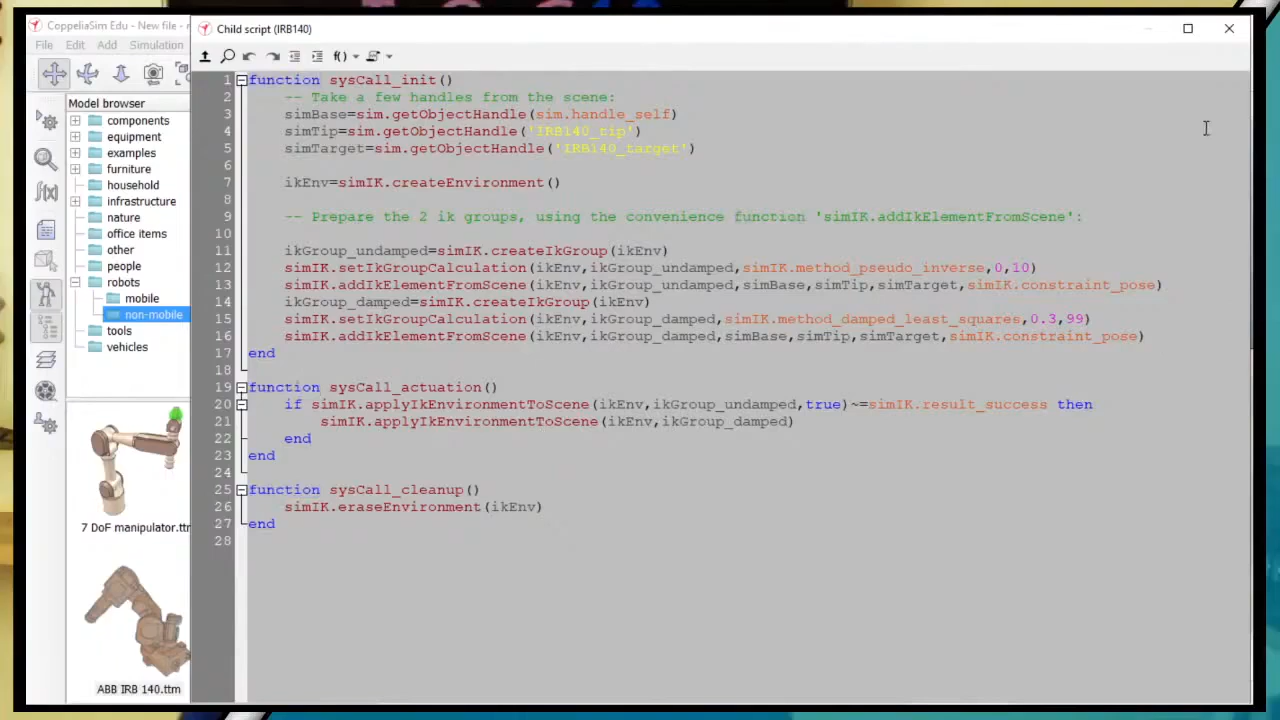 CoppeliaSim Edu - New file -
File Edit Add Simulation
Model browser
components
equipment
examples
furniture
household
infrastructure
nature
office items
other
people
robots
mobile
non-mobile
tools
vehicles
7 DoF manipulator.ttm
ABB IRB 140.ttm
Child script (IRB140)
f()
1 function sysCall_init()
2 -- Take a few handles from the scene:
3 simBase=sim.getObjectHandle(sim.handle_self)
4 simTip=sim.getObjectHandle('IRB140_tip')
5 simTarget=sim.getObjectHandle('IRB140_target')
6
7 ikEnv=simIK.createEnvironment()
8
9 -- Prepare the 2 ik groups, using the convenience function 'simIK.addIkElementFromScene':
10
11 ikGroup_undamped=simIK.createIkGroup(ikEnv)
12 simIK.setIkGroupCalculation(ikEnv,ikGroup_undamped,simIK.method_pseudo_inverse,0,10)
13 simIK.addIkElementFromScene(ikEnv,ikGroup_undamped,simBase,simTip,simTarget,simIK.constraint_pose)
14 ikGroup_damped=simIK.createIkGroup(ikEnv)
15 simIK.setIkGroupCalculation(ikEnv,ikGroup_damped,simIK.method_damped_least_squares,0.3,99)
16 simIK.addIkElementFromScene(ikEnv,ikGroup_damped,simBase,simTip,simTarget,simIK.constraint_pose)
17 end
18
19 function sysCall_actuation()
20 if simIK.applyIkEnvironmentToScene(ikEnv,ikGroup_undamped,true)~=simIK.result_success then
21 simIK.applyIkEnvironmentToScene(ikEnv,ikGroup_damped)
22 end
23 end
24
25 function sysCall_cleanup()
26 simIK.eraseEnvironment(ikEnv)
27 end
28